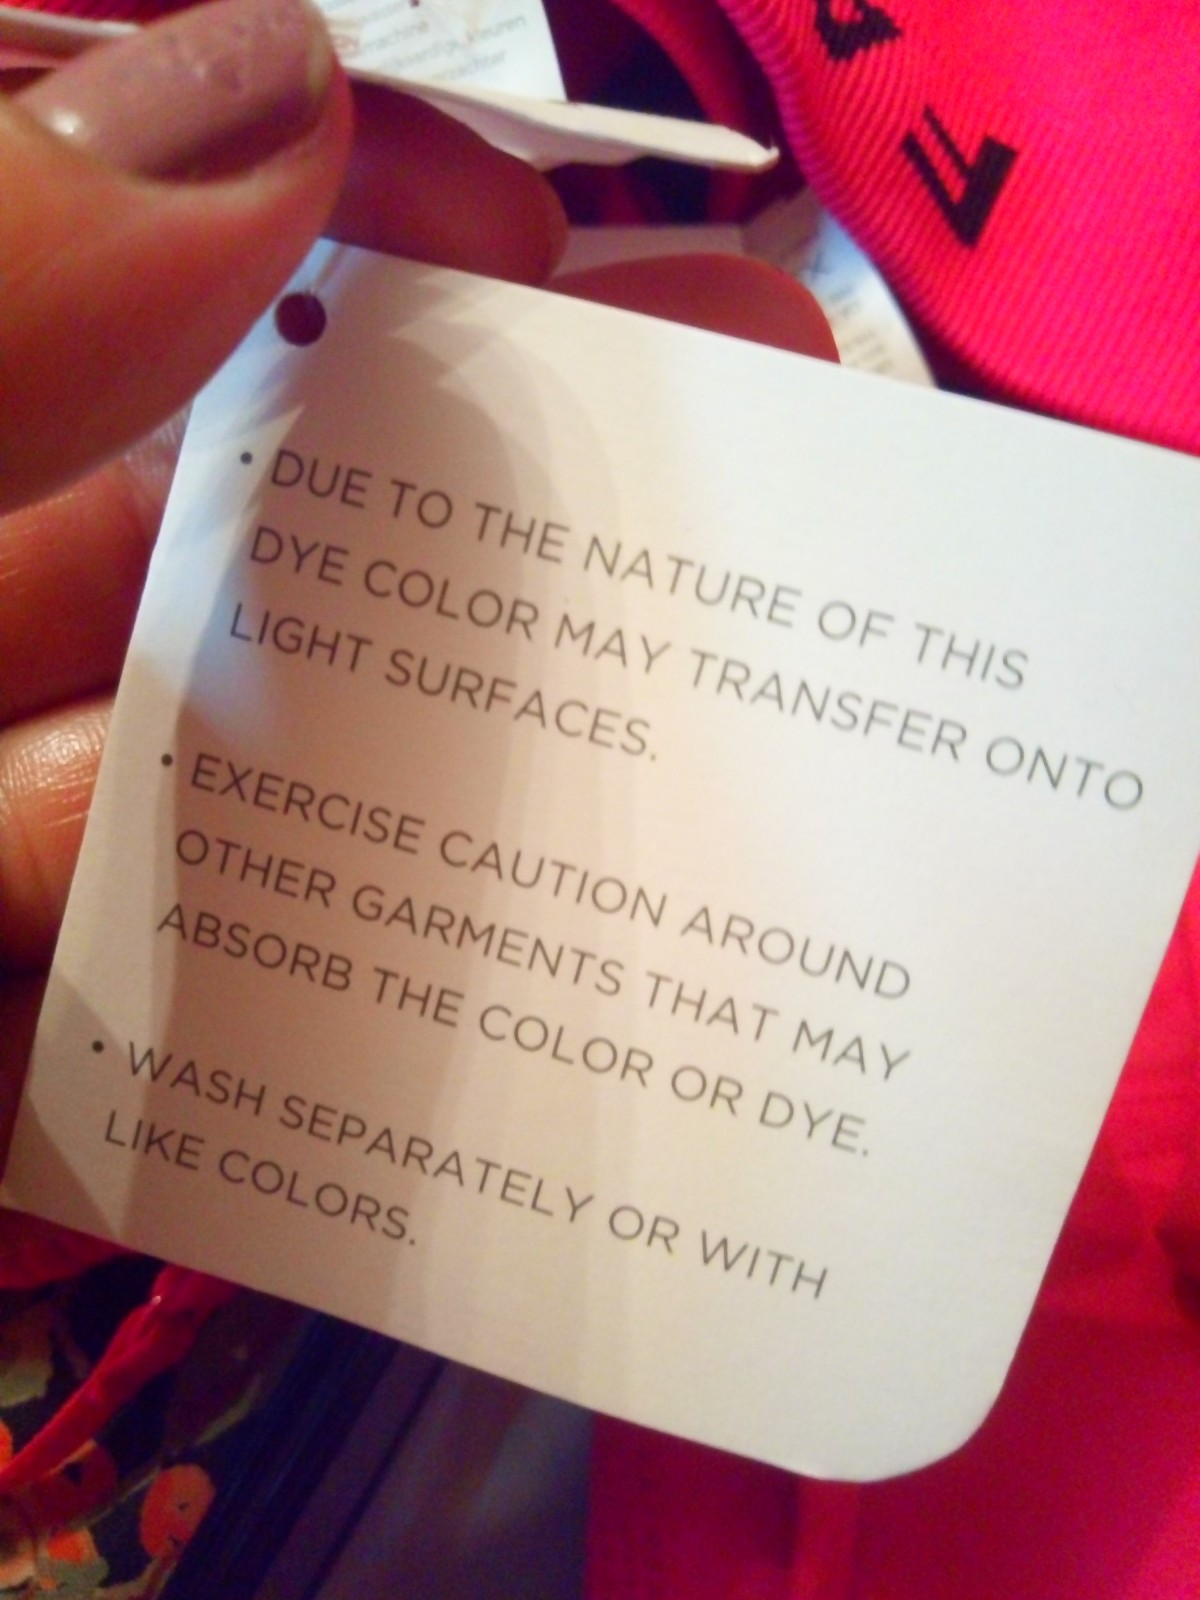 machine
• DUE TO THE NATURE OF THIS
DYE COLOR MAY TRANSFER ONTO
LIGHT SURFACES.
• EXERCISE CAUTION AROUND
OTHER GARMENTS THAT MAY
ABSORB THE COLOR OR DYE.
• WASH SEPARATELY OR WITH
LIKE COLORS.